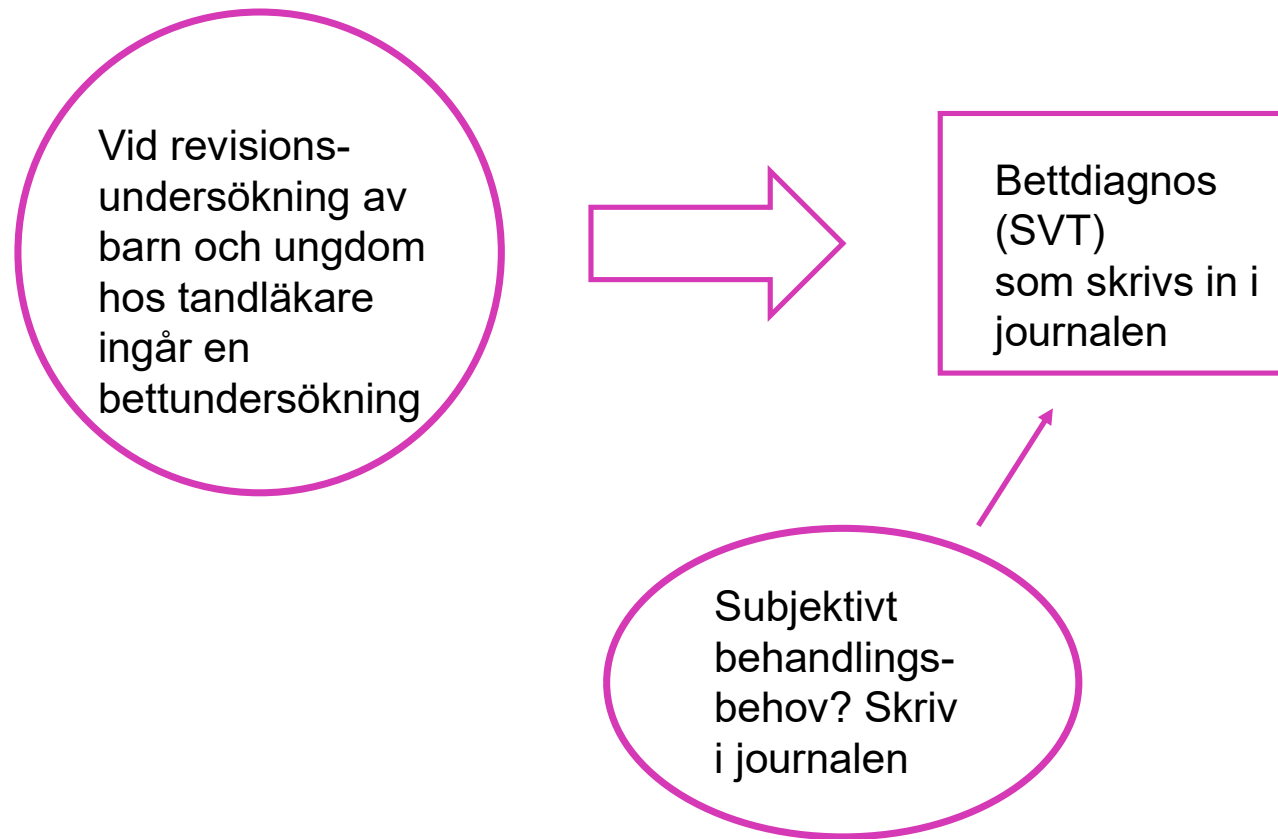 Vid revisions-
undersökning av
barn och ungdom
hos tandläkare
ingår en
bettundersökning
Bettdiagnos
(SVT)
som skrivs in i
journalen
Subjektivt
behandlings-
behov? Skriv
i journalen